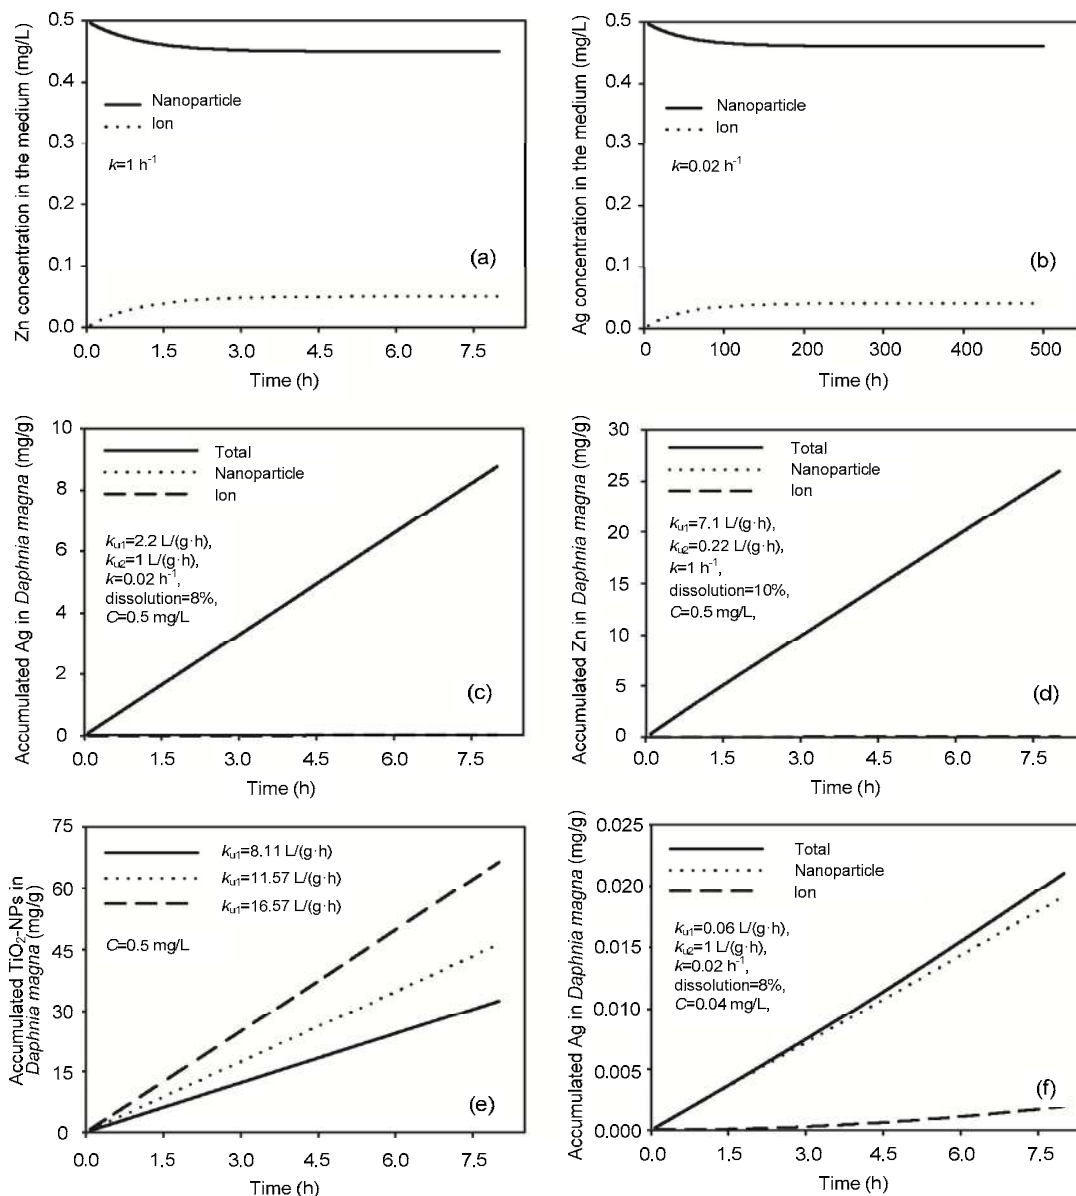 Zn concentration in the medium (mg/L)
0.5
0.4
0.3
0.2
0.1
0.0
Nanoparticle
Ion
k=1 h⁻¹
(a)
0.0 1.5 3.0 4.5 6.0 7.5
Time (h)
Ag concentration in the medium (mg/L)
0.5
0.4
0.3
0.2
0.1
0.0
Nanoparticle
Ion
k=0.02 h⁻¹
(b)
0 100 200 300 400 500
Time (h)
Accumulated Ag in Daphnia magna (mg/g)
10
8
6
4
2
0
Total
Nanoparticle
Ion
ku1=2.2 L/(g·h),
ku2=1 L/(g·h),
k=0.02 h⁻¹,
dissolution=8%,
C=0.5 mg/L
(c)
0.0 1.5 3.0 4.5 6.0 7.5
Time (h)
Accumulated Zn in Daphnia magna (mg/g)
30
25
20
15
10
5
0
Total
Nanoparticle
Ion
ku1=7.1 L/(g·h),
ku2=0.22 L/(g·h),
k=1 h⁻¹,
dissolution=10%,
C=0.5 mg/L,
(d)
0.0 1.5 3.0 4.5 6.0 7.5
Time (h)
Accumulated TiO₂-NPs in
Daphnia magna (mg/g)
75
60
45
30
15
0
ku1=8.11 L/(g·h)
ku1=11.57 L/(g·h)
ku1=16.57 L/(g·h)
C=0.5 mg/L
(e)
0.0 1.5 3.0 4.5 6.0 7.5
Time (h)
Accumulated Ag in Daphnia magna (mg/g)
0.025
0.020
0.015
0.010
0.005
0.000
Total
Nanoparticle
Ion
ku1=0.06 L/(g·h),
ku2=1 L/(g·h),
k=0.02 h⁻¹,
dissolution=8%,
C=0.04 mg/L,
(f)
0.0 1.5 3.0 4.5 6.0 7.5
Time (h)